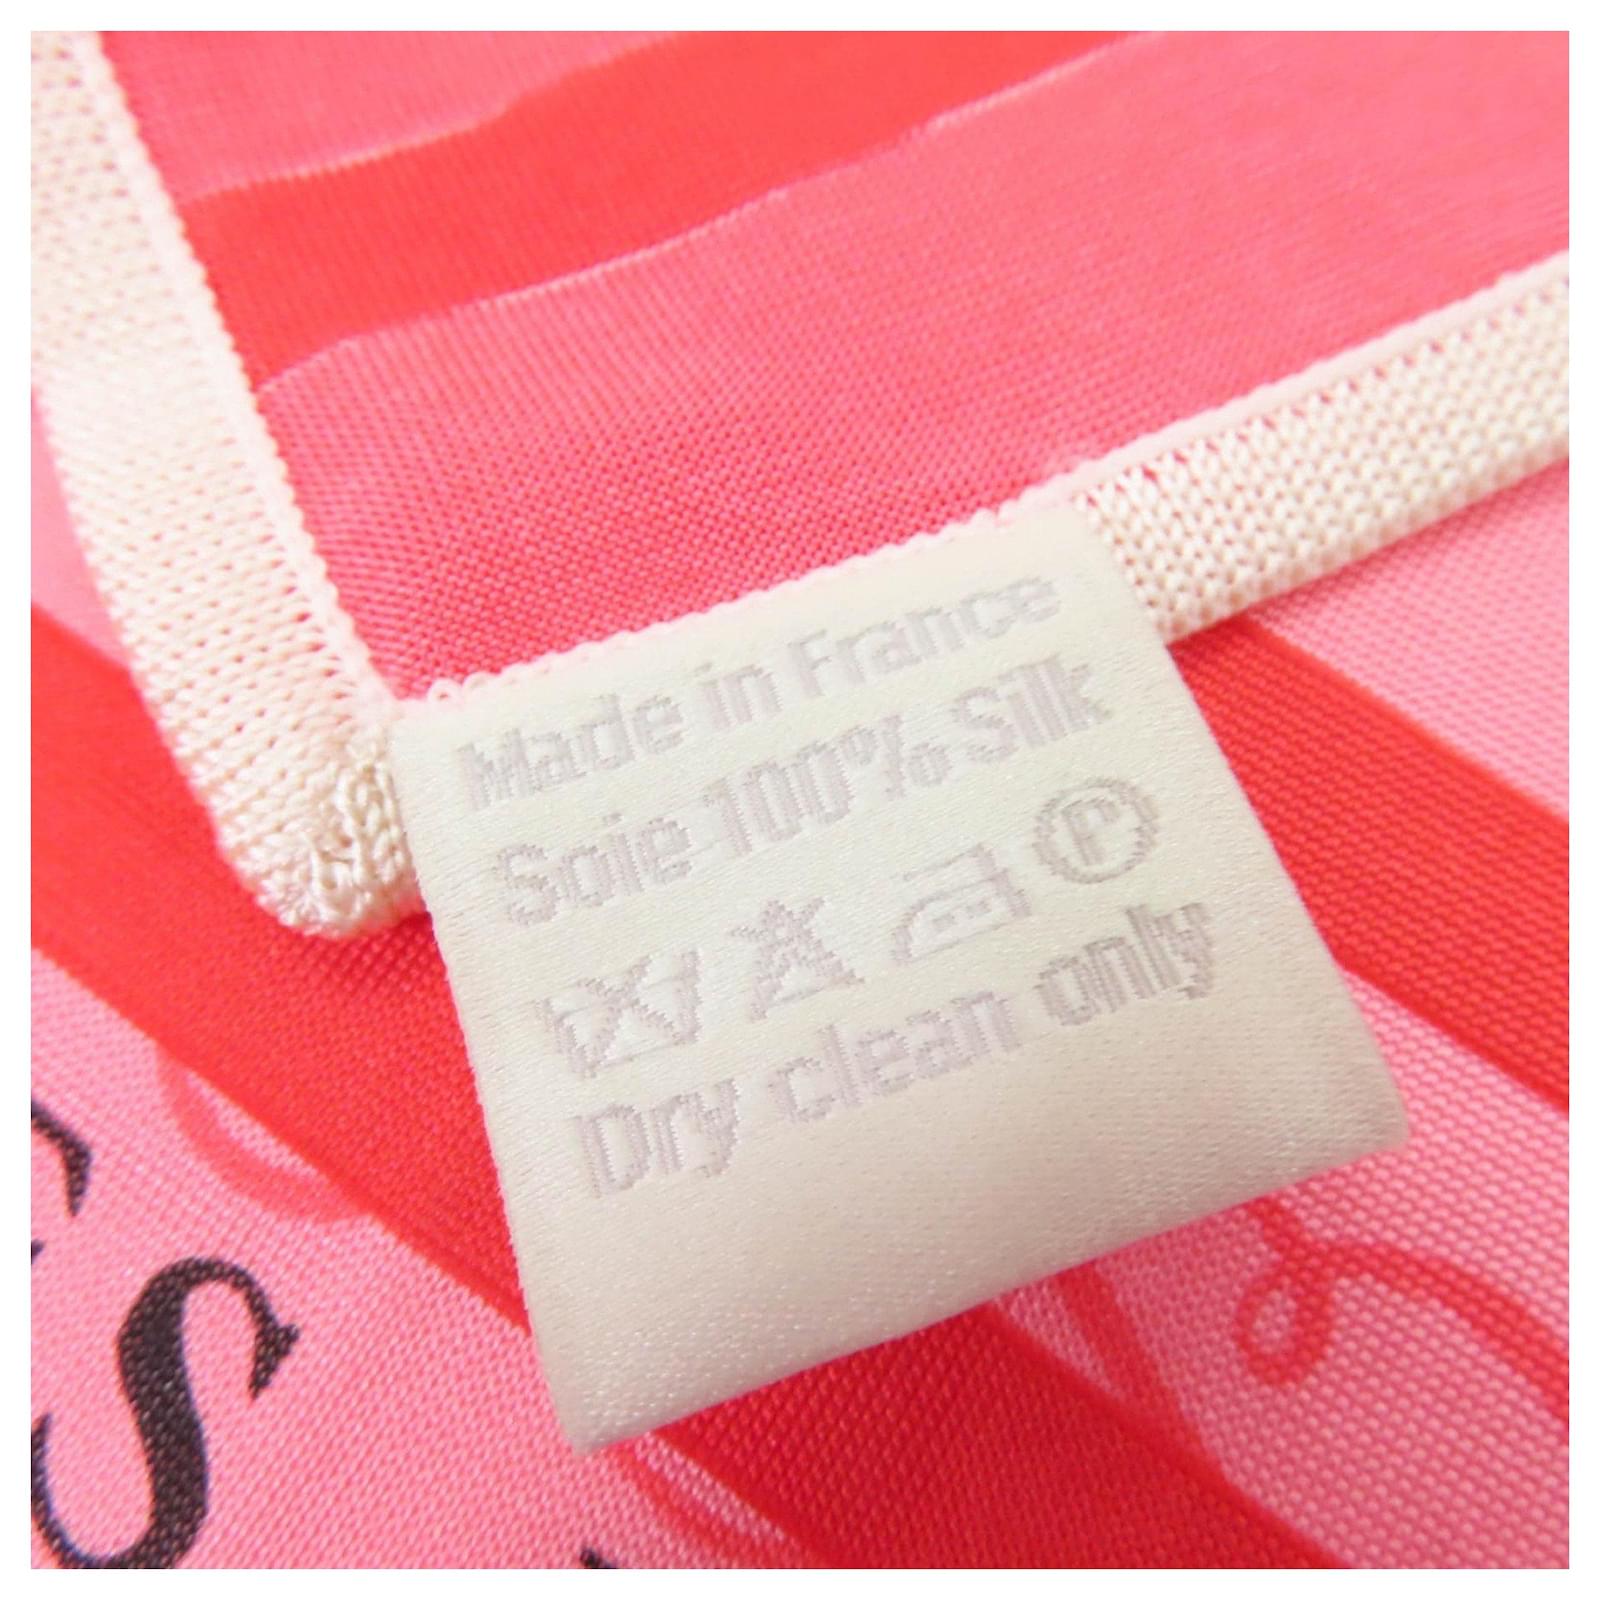 Made in France
Soie 100% Silk
P
Dry clean only
S